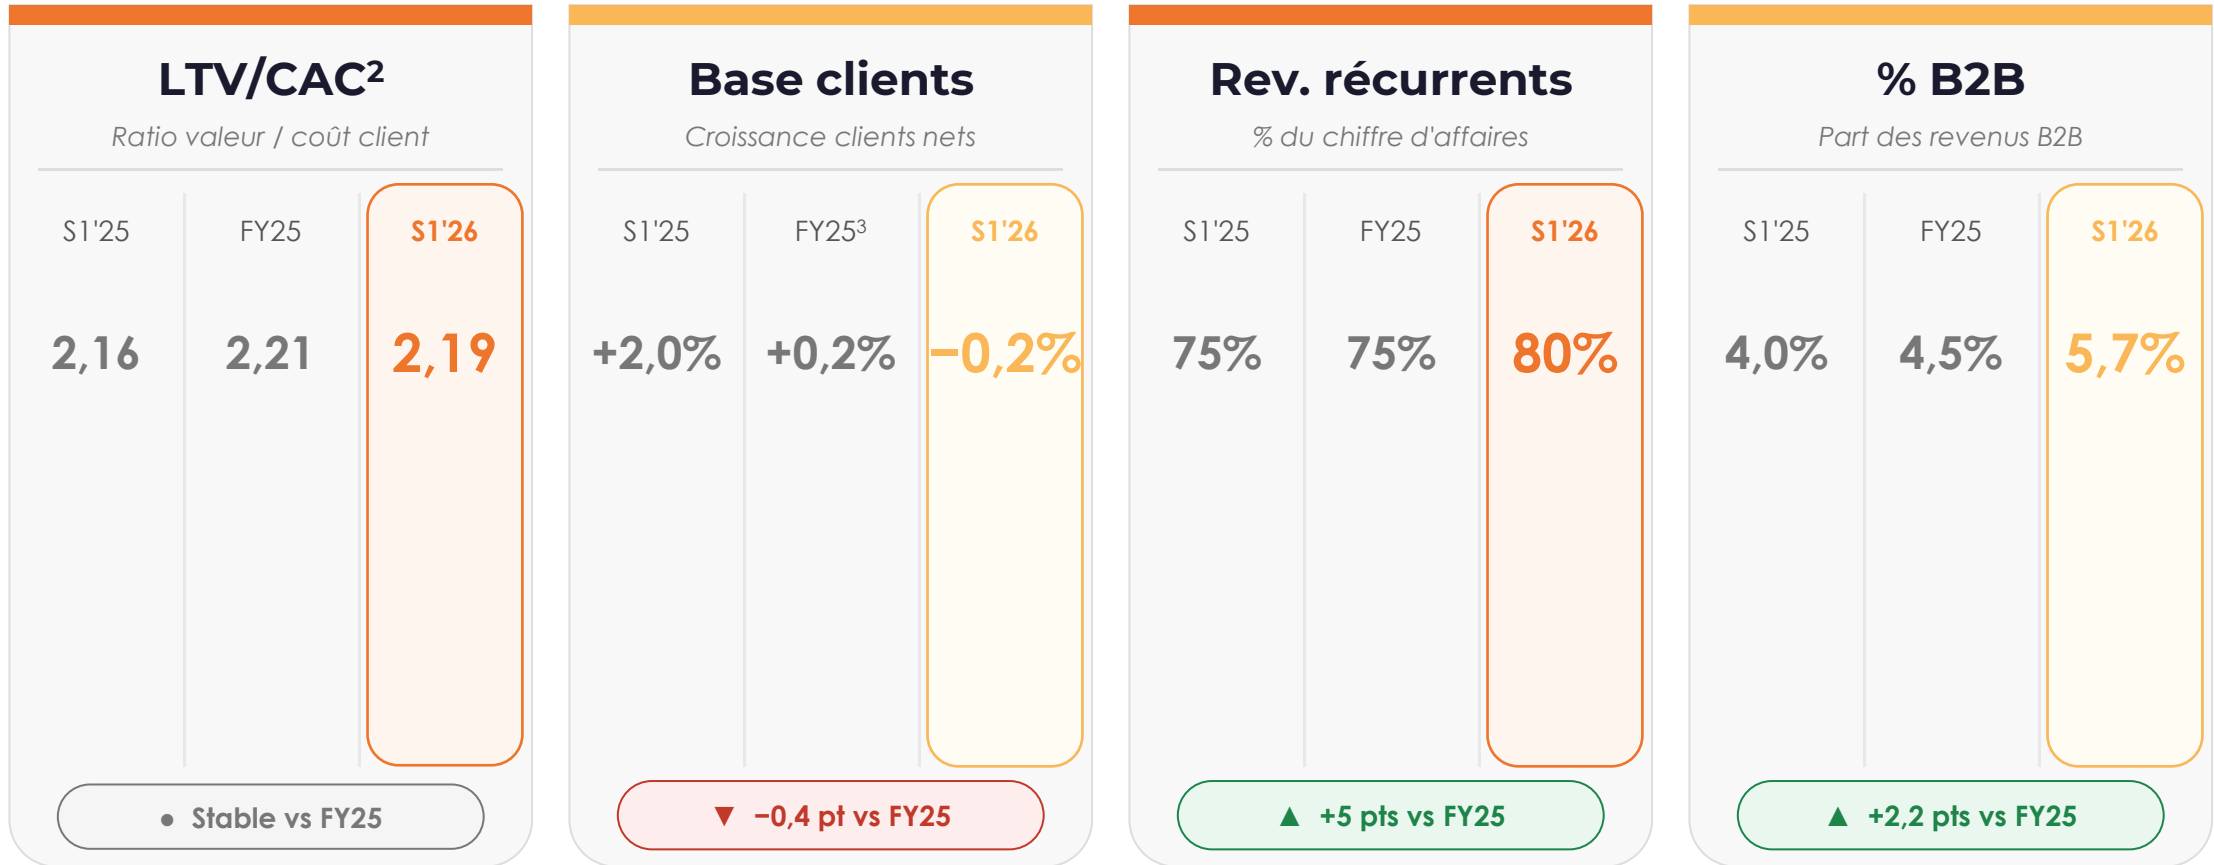 LTV/CAC²
Ratio valeur / coût client
S1'25
FY25
S1'26
2,16
2,21
2,19
● Stable vs FY25
Base clients
Croissance clients nets
S1'25
FY25³
S1'26
+2,0%
+0,2%
−0,2%
▼ −0,4 pt vs FY25
Rev. récurrents
% du chiffre d'affaires
S1'25
FY25
S1'26
75%
75%
80%
▲ +5 pts vs FY25
% B2B
Part des revenus B2B
S1'25
FY25
S1'26
4,0%
4,5%
5,7%
▲ +2,2 pts vs FY25